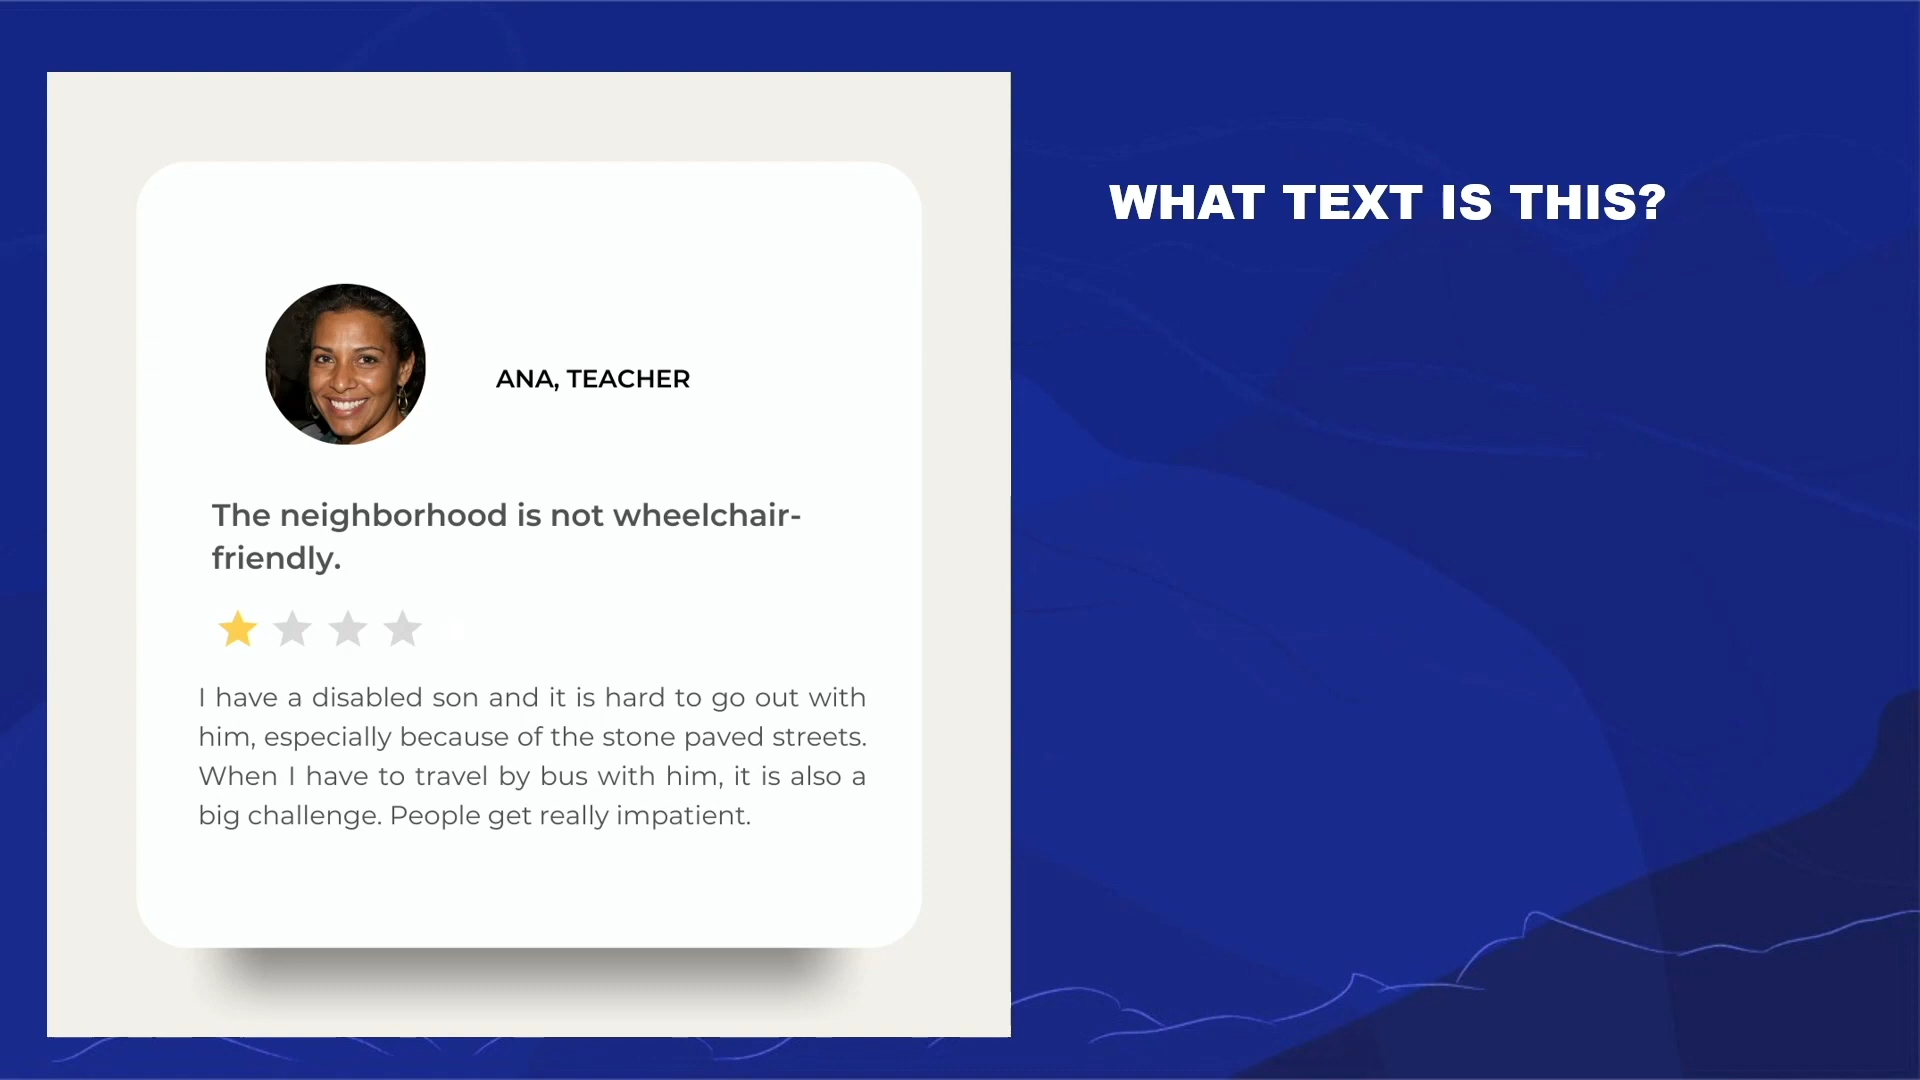 WHAT TEXT IS THIS?
ANA, TEACHER
The neighborhood is not wheelchair-
friendly.
I have a disabled son and it is hard to go out with
him, especially because of the stone paved streets.
When I have to travel by bus with him, it is also a
big challenge. People get really impatient.